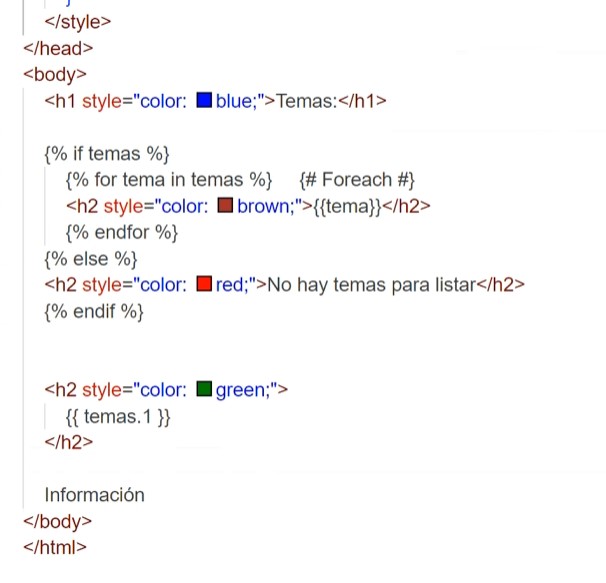 </style>
</head>
<body>
<h1 style="color: blue;">Temas:</h1>
{% if temas %}
{% for tema in temas %} {# Foreach #}
<h2 style="color: brown;">{{tema}}</h2>
{% endfor %}
{% else %}
<h2 style="color: red;">No hay temas para listar</h2>
{% endif %}
<h2 style="color: green;">
{{ temas.1 }}
</h2>
Información
</body>
</html>